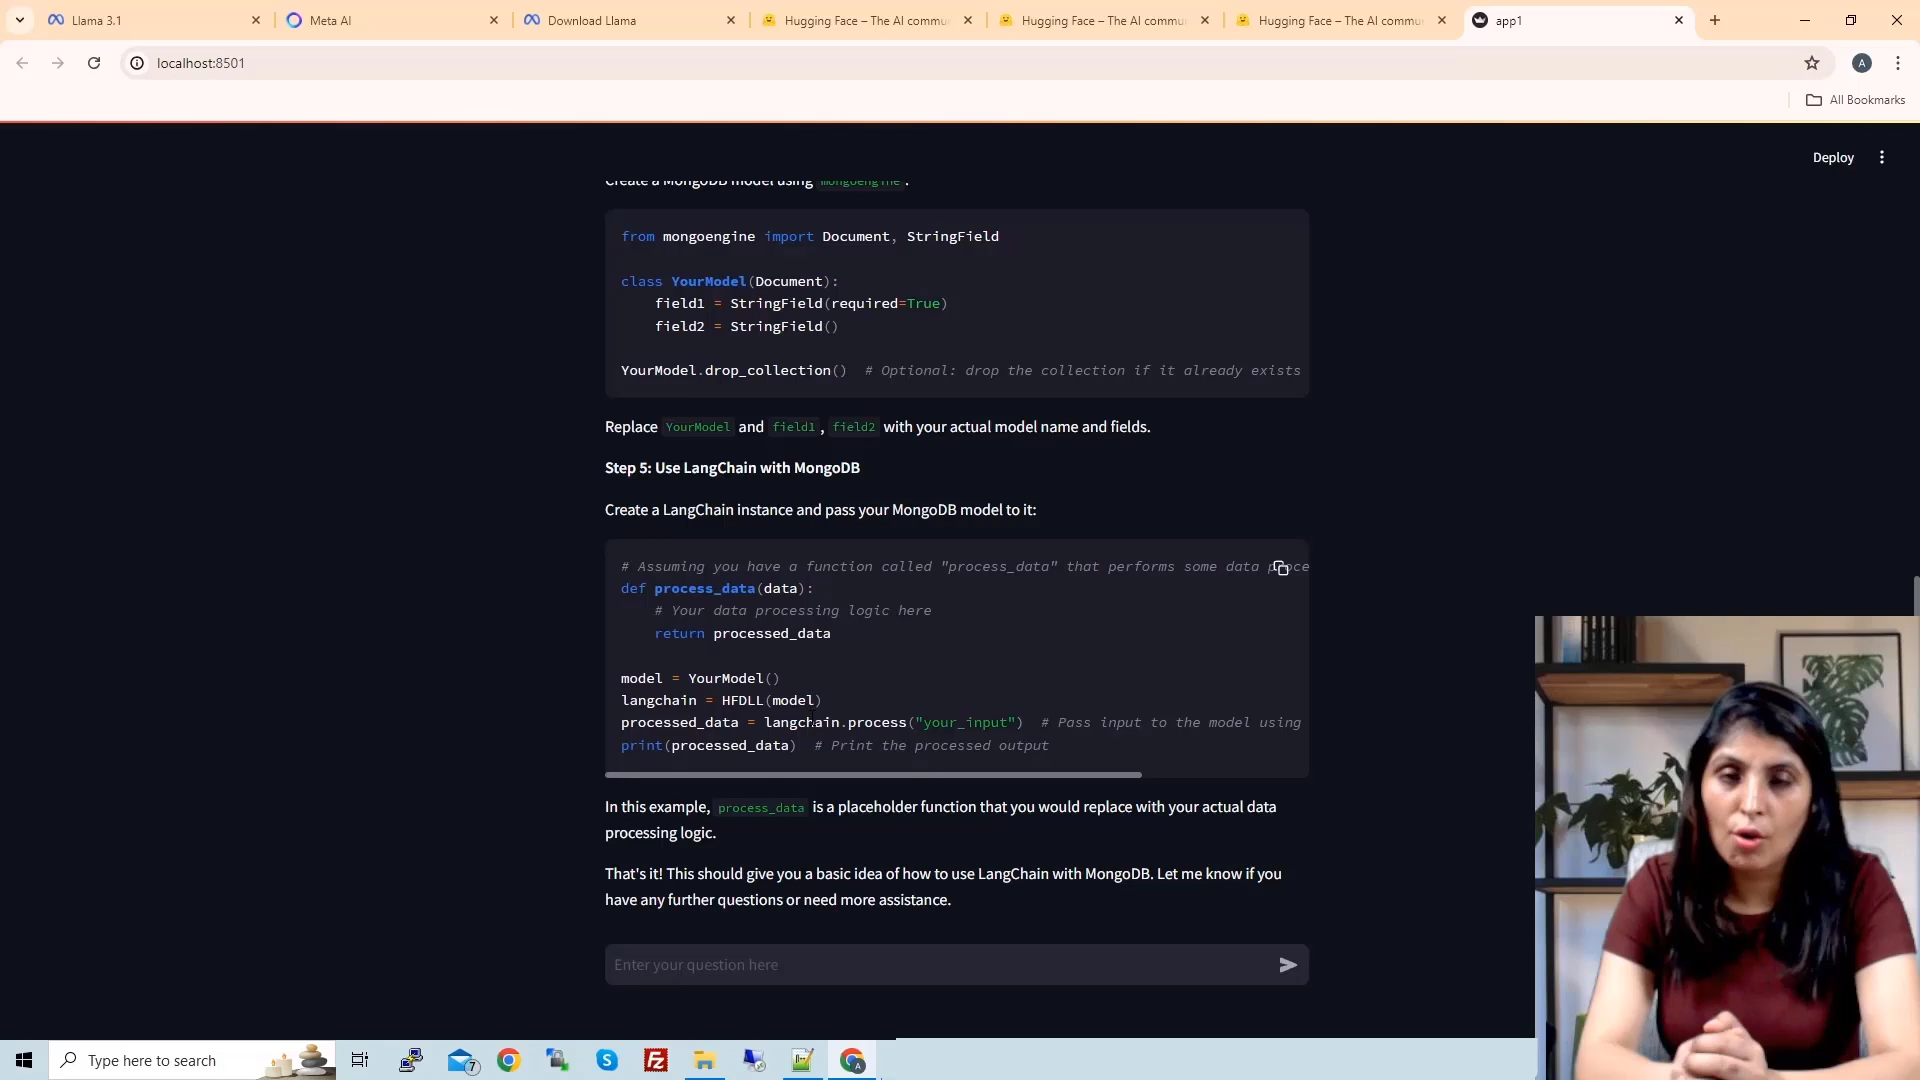 Llama 3.1
Meta AI
Download Llama
Hugging Face – The AI commu
Hugging Face – The AI commu
Hugging Face – The AI commu
app1
localhost:8501
A
All Bookmarks
Deploy
Create a MongoDB model using mongoengine.
from mongoengine import Document, StringField
class YourModel(Document):
field1 = StringField(required=True)
field2 = StringField()
YourModel.drop_collection()  # Optional: drop the collection if it already exists
Replace YourModel and field1, field2 with your actual model name and fields.
Step 5: Use LangChain with MongoDB
Create a LangChain instance and pass your MongoDB model to it:
# Assuming you have a function called "process_data" that performs some data proce
def process_data(data):
# Your data processing logic here
return processed_data
model = YourModel()
langchain = HFDLL(model)
processed_data = langchain.process("your_input")  # Pass input to the model using
print(processed_data)  # Print the processed output
In this example, process_data is a placeholder function that you would replace with your actual data
processing logic.
That's it! This should give you a basic idea of how to use LangChain with MongoDB. Let me know if you
have any further questions or need more assistance.
Enter your question here
Type here to search
7
S
Fz
A